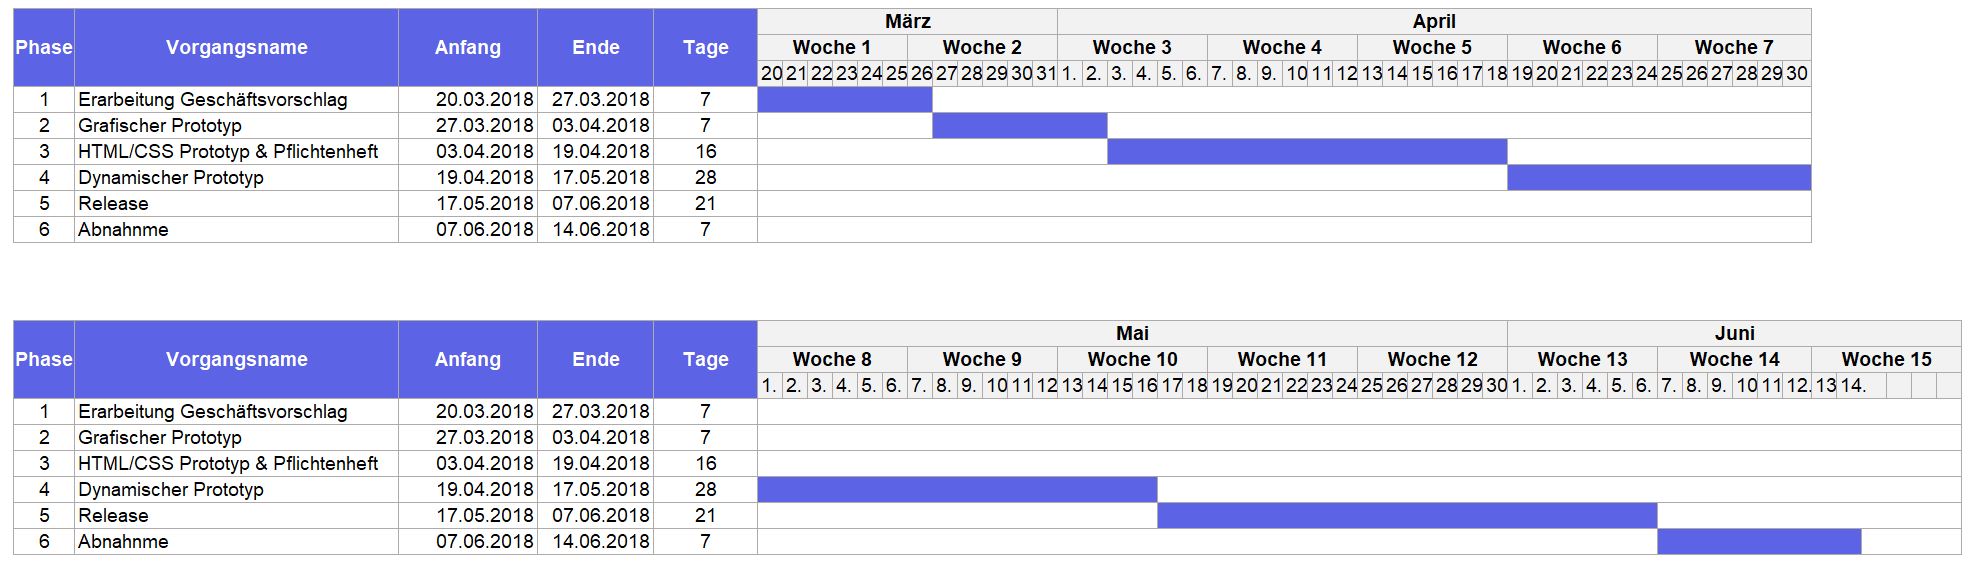 März April
Phase Vorgangsname Anfang Ende Tage Woche 1 Woche 2 Woche 3 Woche 4 Woche 5 Woche 6 Woche 7
20 21 22 23 24 25 26 27 28 29 30 31 1. 2. 3. 4. 5. 6. 7. 8. 9. 10 11 12 13 14 15 16 17 18 19 20 21 22 23 24 25 26 27 28 29 30
1 Erarbeitung Geschäftsvorschlag 20.03.2018 27.03.2018 7
2 Grafischer Prototyp 27.03.2018 03.04.2018 7
3 HTML/CSS Prototyp & Pflichtenheft 03.04.2018 19.04.2018 16
4 Dynamischer Prototyp 19.04.2018 17.05.2018 28
5 Release 17.05.2018 07.06.2018 21
6 Abnahnme 07.06.2018 14.06.2018 7
Mai Juni
Phase Vorgangsname Anfang Ende Tage Woche 8 Woche 9 Woche 10 Woche 11 Woche 12 Woche 13 Woche 14 Woche 15
1. 2. 3. 4. 5. 6. 7. 8. 9. 10 11 12 13 14 15 16 17 18 19 20 21 22 23 24 25 26 27 28 29 30 1. 2. 3. 4. 5. 6. 7. 8. 9. 10 11 12. 13 14.
1 Erarbeitung Geschäftsvorschlag 20.03.2018 27.03.2018 7
2 Grafischer Prototyp 27.03.2018 03.04.2018 7
3 HTML/CSS Prototyp & Pflichtenheft 03.04.2018 19.04.2018 16
4 Dynamischer Prototyp 19.04.2018 17.05.2018 28
5 Release 17.05.2018 07.06.2018 21
6 Abnahnme 07.06.2018 14.06.2018 7